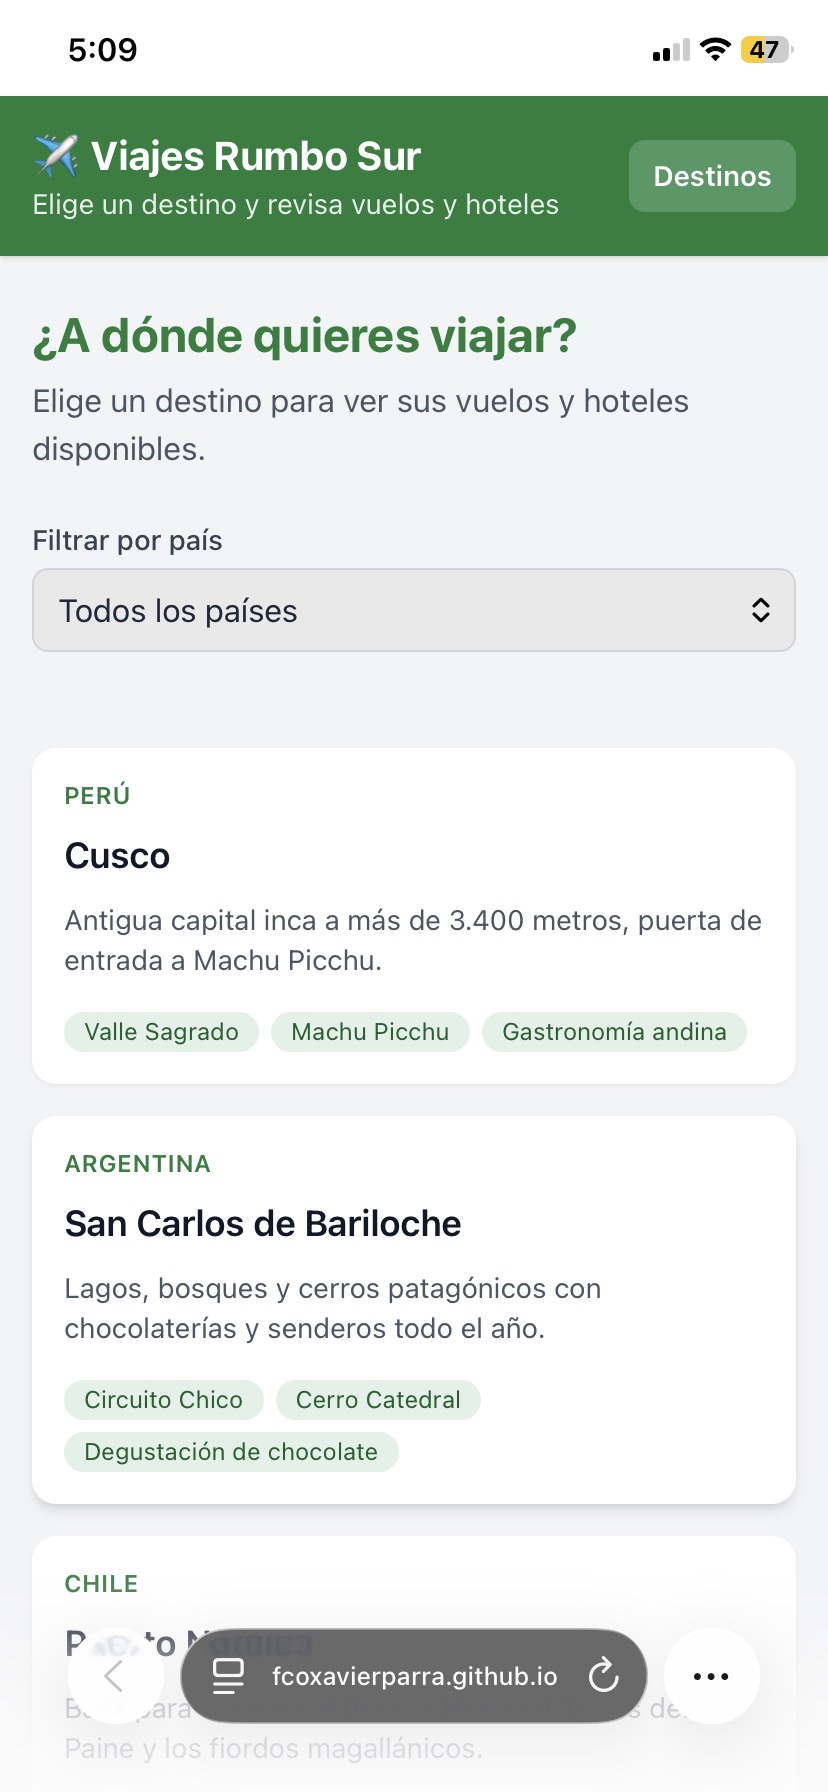 5:09
47
Viajes Rumbo Sur
Elige un destino y revisa vuelos y hoteles
Destinos
¿A dónde quieres viajar?
Elige un destino para ver sus vuelos y hoteles
disponibles.
Filtrar por país
Todos los países
PERÚ
Cusco
Antigua capital inca a más de 3.400 metros, puerta de
entrada a Machu Picchu.
Valle Sagrado
Machu Picchu
Gastronomía andina
ARGENTINA
San Carlos de Bariloche
Lagos, bosques y cerros patagónicos con
chocolaterías y senderos todo el año.
Circuito Chico
Cerro Catedral
Degustación de chocolate
CHILE
fcoxavierparra.github.io
Paine y los fiordos magallánicos.